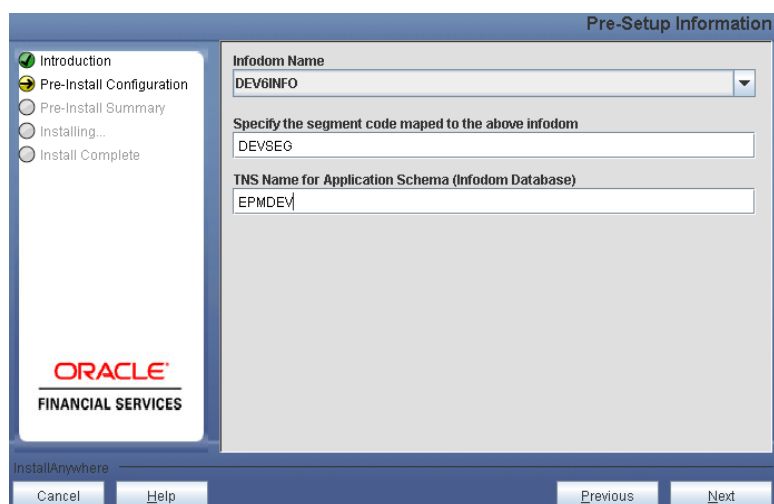 Pre-Setup Information
Introduction
Pre-Install Configuration
Pre-Install Summary
Installing...
Install Complete
Infodom Name
DEV6INFO
Specify the segment code maped to the above infodom
DEVSEG
TNS Name for Application Schema (Infodom Database)
EPMDEV
ORACLE
FINANCIAL SERVICES
InstallAnywhere
Cancel
Help
Previous
Next